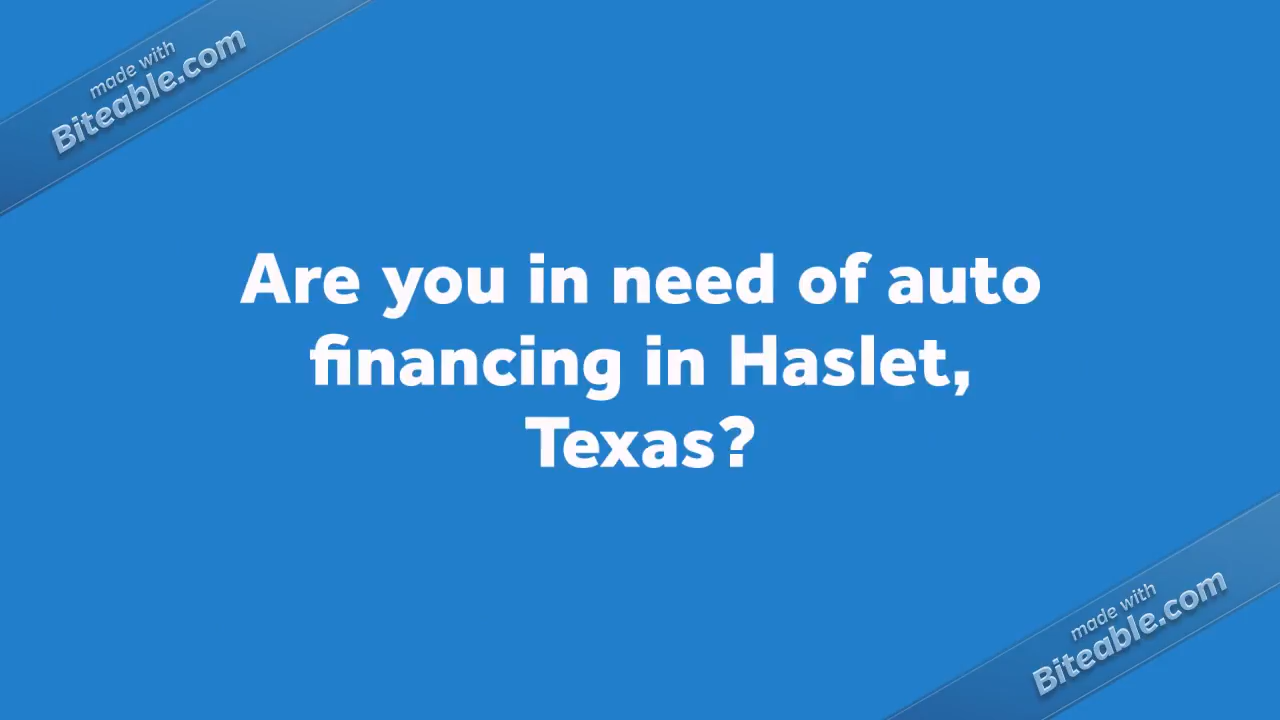 made with
Biteable.com
Are you in need of auto
financing in Haslet,
Texas?
made with
Biteable.com